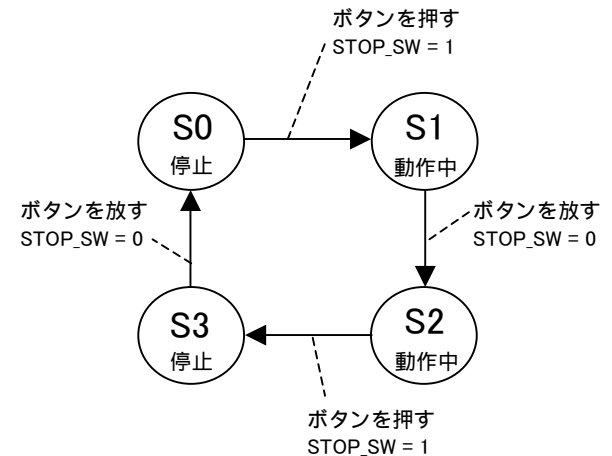 ボタンを押す
STOP_SW = 1
S0
停止
S1
動作中
ボタンを放す
STOP_SW = 0
ボタンを放す
STOP_SW = 0
S3
停止
S2
動作中
ボタンを押す
STOP_SW = 1